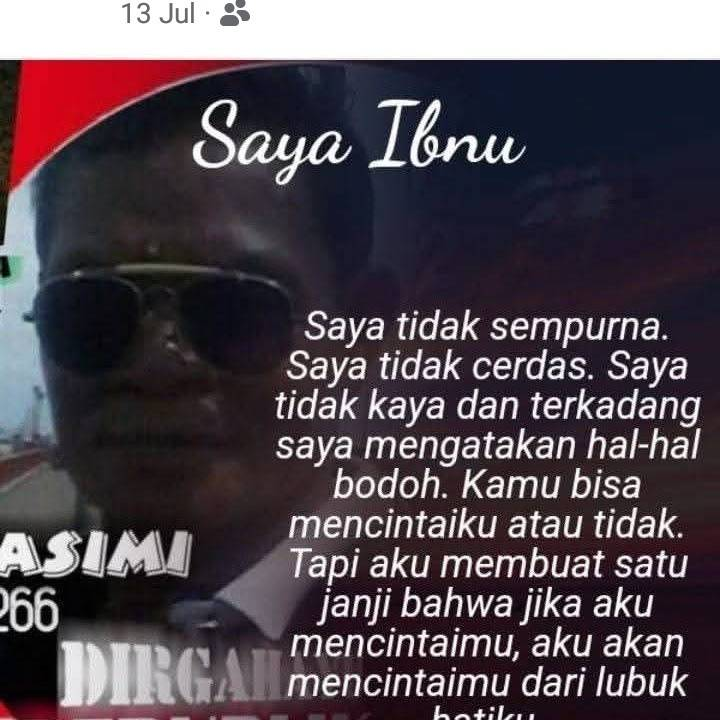 13 Jul ·
Saya Ibnu
Saya tidak sempurna.
Saya tidak cerdas. Saya
tidak kaya dan terkadang
saya mengatakan hal-hal
bodoh. Kamu bisa
mencintaiku atau tidak.
Tapi aku membuat satu
janji bahwa jika aku
mencintaimu, aku akan
mencintaimu dari lubuk
hatiku
ASIMI
266